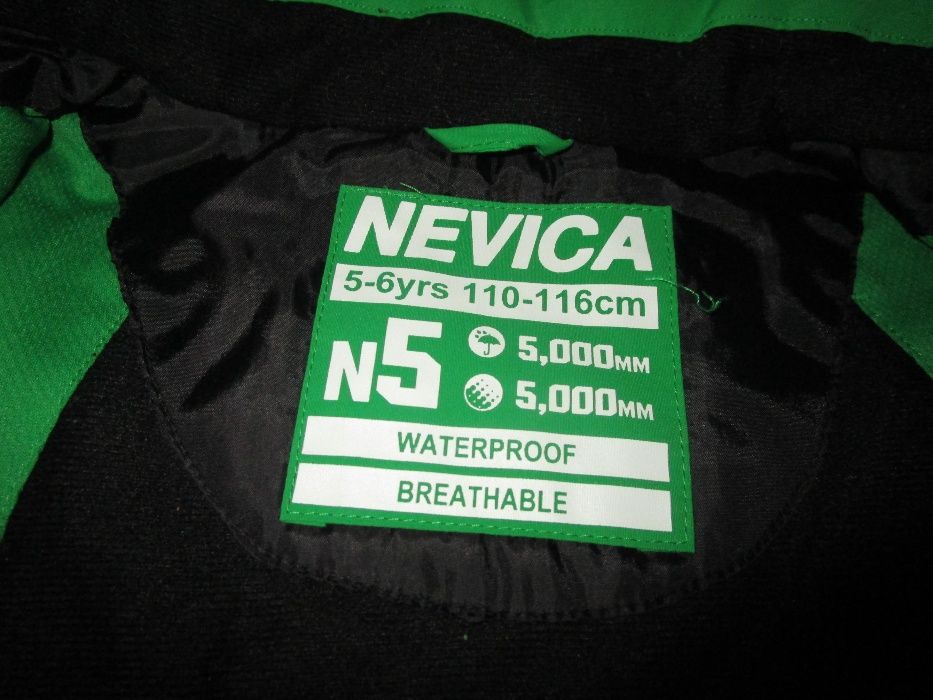 NEVICA
5-6yrs 110-116cm
N5
5,000MM
5,000MM
WATERPROOF
BREATHABLE